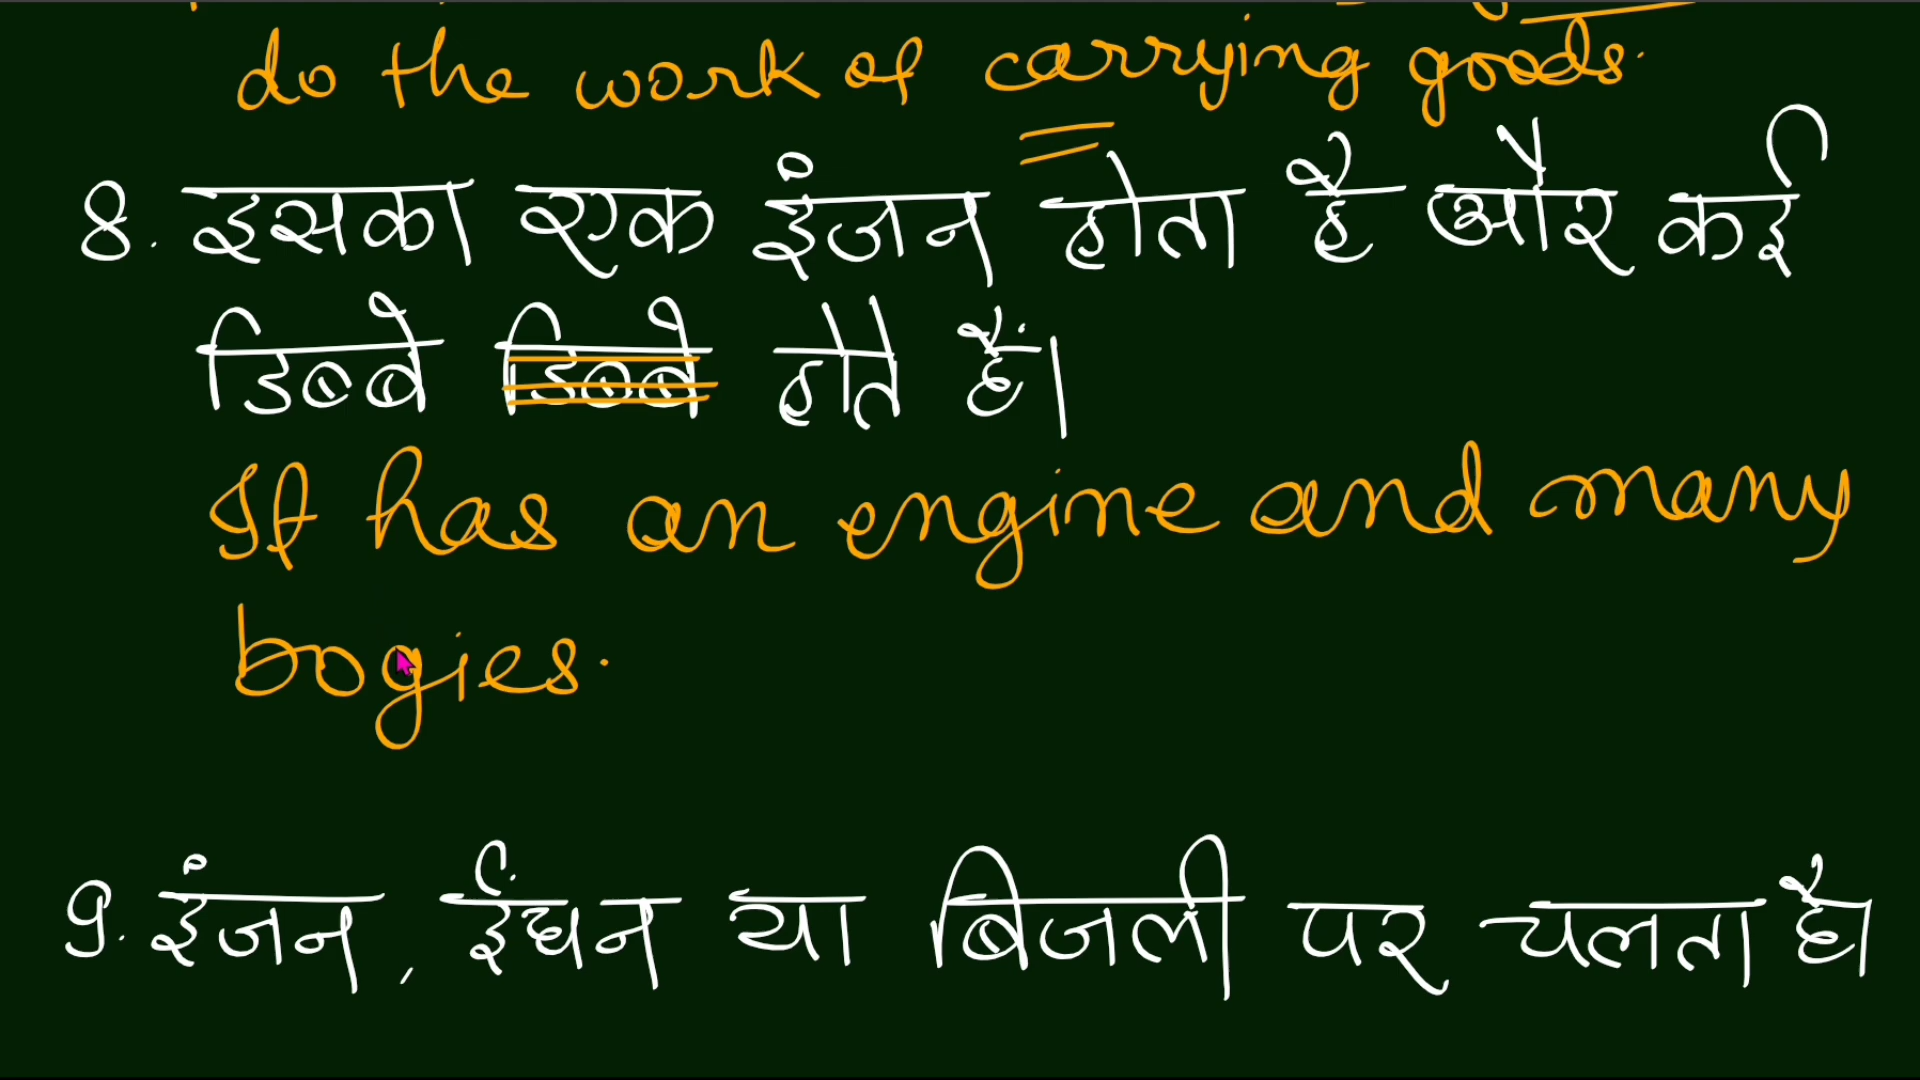 do the work of carrying goods.
8. इसका एक इंजन होता है और कई
डिब्बे डिब्बे होते हैं।
It has an engine and many
bogies.
9. इंजन, ईंधन या बिजली पर चलता है।